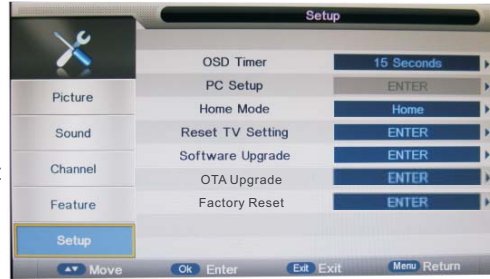 Setup
OSD Timer 15 Seconds
PC Setup ENTER
Home Mode Home
Reset TV Setting ENTER
Software Upgrade ENTER
OTA Upgrade ENTER
Factory Reset ENTER
Picture
Sound
Channel
Feature
Setup
Move Ok Enter Exit Exit Menu Return